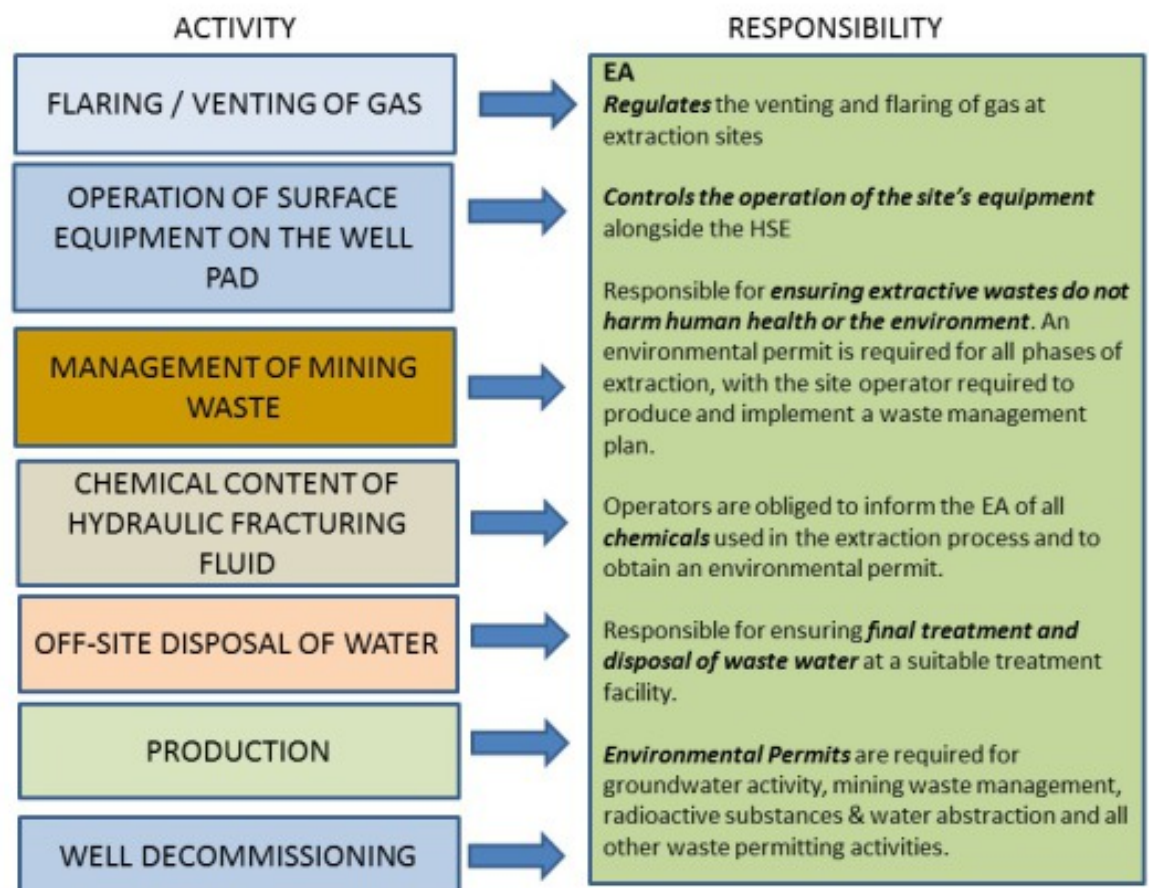 ACTIVITY
FLARING / VENTING OF GAS
OPERATION OF SURFACE
EQUIPMENT ON THE WELL
PAD
MANAGEMENT OF MINING
WASTE
CHEMICAL CONTENT OF
HYDRAULIC FRACTURING
FLUID
OFF-SITE DISPOSAL OF WATER
PRODUCTION
WELL DECOMMISSIONING
RESPONSIBILITY
EA
Regulates the venting and flaring of gas at
extraction sites
Controls the operation of the site's equipment
alongside the HSE
Responsible for ensuring extractive wastes do not
harm human health or the environment. An
environmental permit is required for all phases of
extraction, with the site operator required to
produce and implement a waste management
plan.
Operators are obliged to inform the EA of all
chemicals used in the extraction process and to
obtain an environmental permit.
Responsible for ensuring final treatment and
disposal of waste water at a suitable treatment
facility.
Environmental Permits are required for
groundwater activity, mining waste management,
radioactive substances & water abstraction and all
other waste permitting activities.